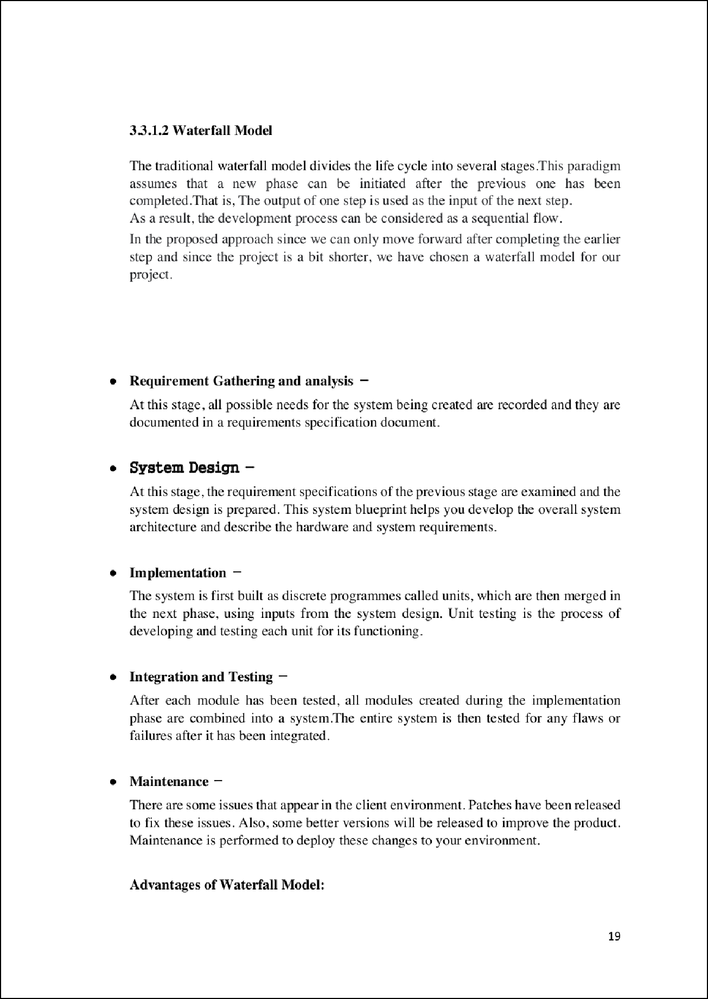 3.3.1.2 Waterfall Model
The traditional waterfall model divides the life cycle into several stages.This paradigm
assumes that a new phase can be initiated after the previous one has been
completed.That is, The output of one step is used as the input of the next step.
As a result, the development process can be considered as a sequential flow.
In the proposed approach since we can only move forward after completing the earlier
step and since the project is a bit shorter, we have chosen a waterfall model for our
project.
● Requirement Gathering and analysis –
At this stage, all possible needs for the system being created are recorded and they are
documented in a requirements specification document.
● System Design –
At this stage, the requirement specifications of the previous stage are examined and the
system design is prepared. This system blueprint helps you develop the overall system
architecture and describe the hardware and system requirements.
● Implementation –
The system is first built as discrete programmes called units, which are then merged in
the next phase, using inputs from the system design. Unit testing is the process of
developing and testing each unit for its functioning.
● Integration and Testing –
After each module has been tested, all modules created during the implementation
phase are combined into a system.The entire system is then tested for any flaws or
failures after it has been integrated.
● Maintenance –
There are some issues that appear in the client environment. Patches have been released
to fix these issues. Also, some better versions will be released to improve the product.
Maintenance is performed to deploy these changes to your environment.
Advantages of Waterfall Model:
19